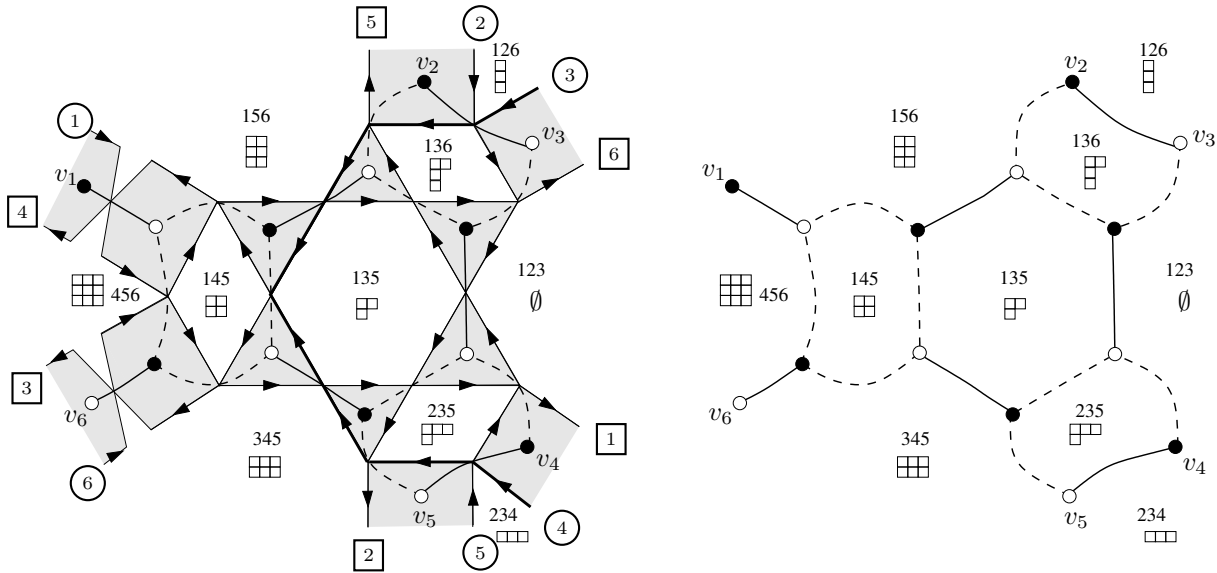 5 2
126
v₂ 3
1 156
136 v₃
v₁ 6
4
145 135 123
456 ∅
3
v₆ 235
345 1
v₄
6 v₅ 234 4
2 5
126
v₂
156
136 v₃
v₁
145 135 123
456 ∅
v₆ 235
345
v₄
v₅ 234